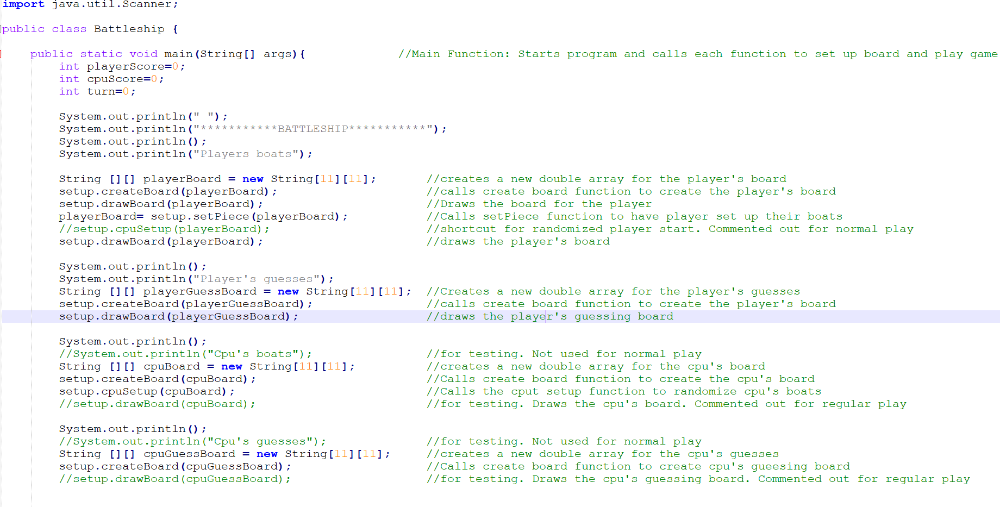 import java.util.Scanner;
public class Battleship {
public static void main(String[] args){ //Main Function: Starts program and calls each function to set up board and play game
int playerScore=0;
int cpuScore=0;
int turn=0;
System.out.println(" ");
System.out.println("***********BATTLESHIP***********");
System.out.println();
System.out.println("Players boats");
String [][] playerBoard = new String[11][11]; //creates a new double array for the player's board
setup.createBoard(playerBoard); //calls create board function to create the player's board
setup.drawBoard(playerBoard); //Draws the board for the player
playerBoard= setup.setPiece(playerBoard); //Calls setPiece function to have player set up their boats
//setup.cpuSetup(playerBoard); //shortcut for randomized player start. Commented out for normal play
setup.drawBoard(playerBoard); //draws the player's board
System.out.println();
System.out.println("Player's guesses");
String [][] playerGuessBoard = new String[11][11]; //Creates a new double array for the player's guesses
setup.createBoard(playerGuessBoard); //calls create board function to create the player's board
setup.drawBoard(playerGuessBoard); //draws the player's guessing board
System.out.println();
//System.out.println("Cpu's boats"); //for testing. Not used for normal play
String [][] cpuBoard = new String[11][11]; //creates a new double array for the cpu's board
setup.createBoard(cpuBoard); //Calls create board function to create the cpu's board
setup.cpuSetup(cpuBoard); //Calls the cput setup function to randomize cpu's boats
//setup.drawBoard(cpuBoard); //for testing. Draws the cpu's board. Commented out for regular play
System.out.println();
//System.out.println("Cpu's guesses"); //for testing. Not used for normal play
String [][] cpuGuessBoard = new String[11][11]; //creates a new double array for the cpu's guesses
setup.createBoard(cpuGuessBoard); //Calls create board function to create cpu's gueesing board
//setup.drawBoard(cpuGuessBoard); //for testing. Draws the cpu's guessing board. Commented out for regular play